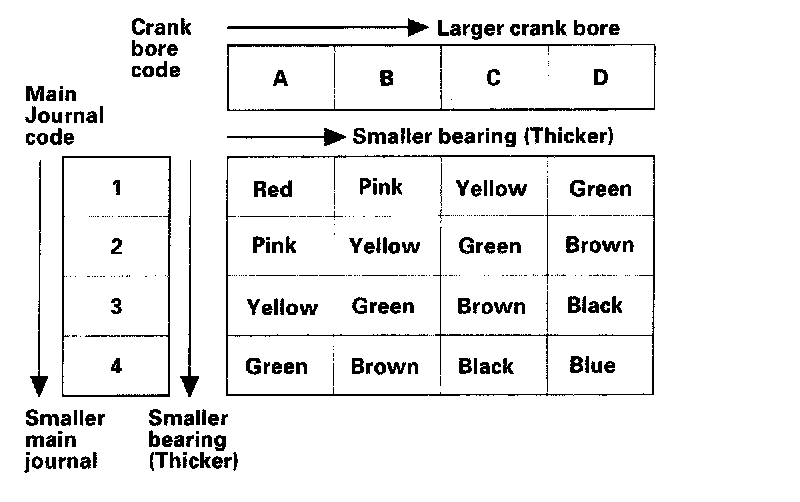 Crank
bore
code
Larger crank bore
A B C D
Main
Journal
code
Smaller bearing (Thicker)
1 Red Pink Yellow Green
2 Pink Yellow Green Brown
3 Yellow Green Brown Black
4 Green Brown Black Blue
Smaller
main
journal
Smaller
bearing
(Thicker)